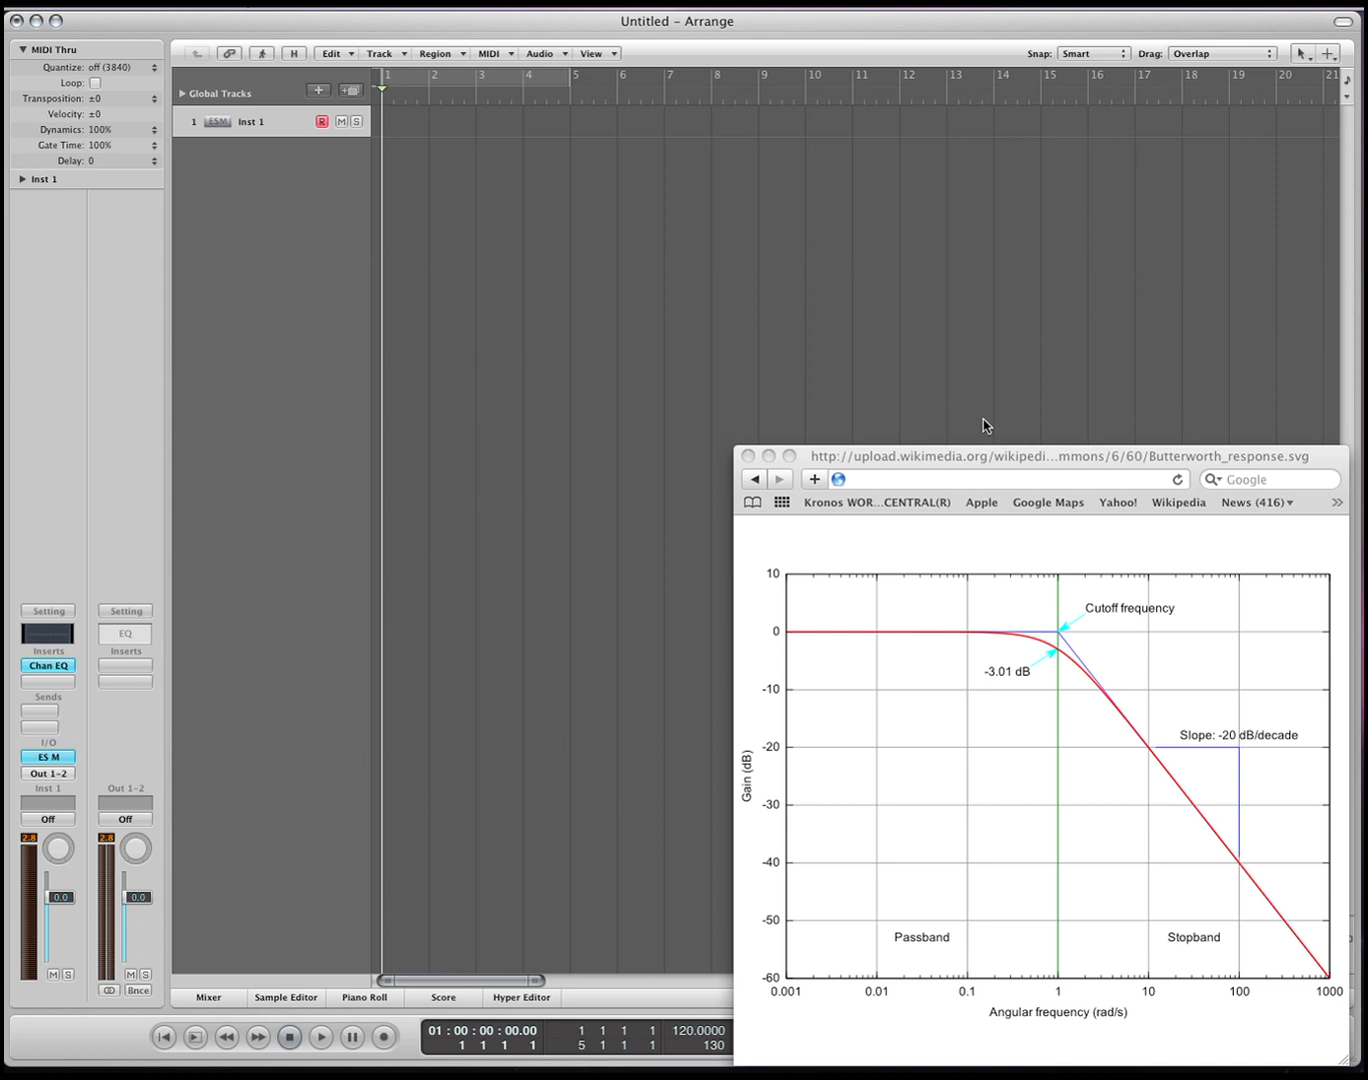 Untitled – Arrange
MIDI Thru
Quantize: off (3840)
Loop:
Transposition: ±0
Velocity: ±0
Dynamics: 100%
Gate Time: 100%
Delay: 0
Inst 1
H Edit Track Region MIDI Audio View Snap: Smart Drag: Overlap
1 2 3 4 5 6 7 8 9 10 11 12 13 14 15 16 17 18 19 20 21
Global Tracks
1 ESM Inst 1 R M S
Setting Setting
EQ
Inserts Inserts
Chan EQ
Sends
I/O
ES M
Out 1-2
Inst 1 Out 1-2
Off Off
2.8 2.8
0.0 0.0
M S M S
Bnce
Mixer Sample Editor Piano Roll Score Hyper Editor
01 : 00 : 00 : 00.00 1 1 1 1 120.0000
1 1 1 1 5 1 1 1 130
http://upload.wikimedia.org/wikipedi...mmons/6/60/Butterworth_response.svg
Google
Kronos WOR...CENTRAL(R) Apple Google Maps Yahoo! Wikipedia News (416) »
10
Cutoff frequency
0
-3.01 dB
-10
Slope: -20 dB/decade
-20
Gain (dB)
-30
-40
-50
Passband Stopband
-60
0.001 0.01 0.1 1 10 100 1000
Angular frequency (rad/s)